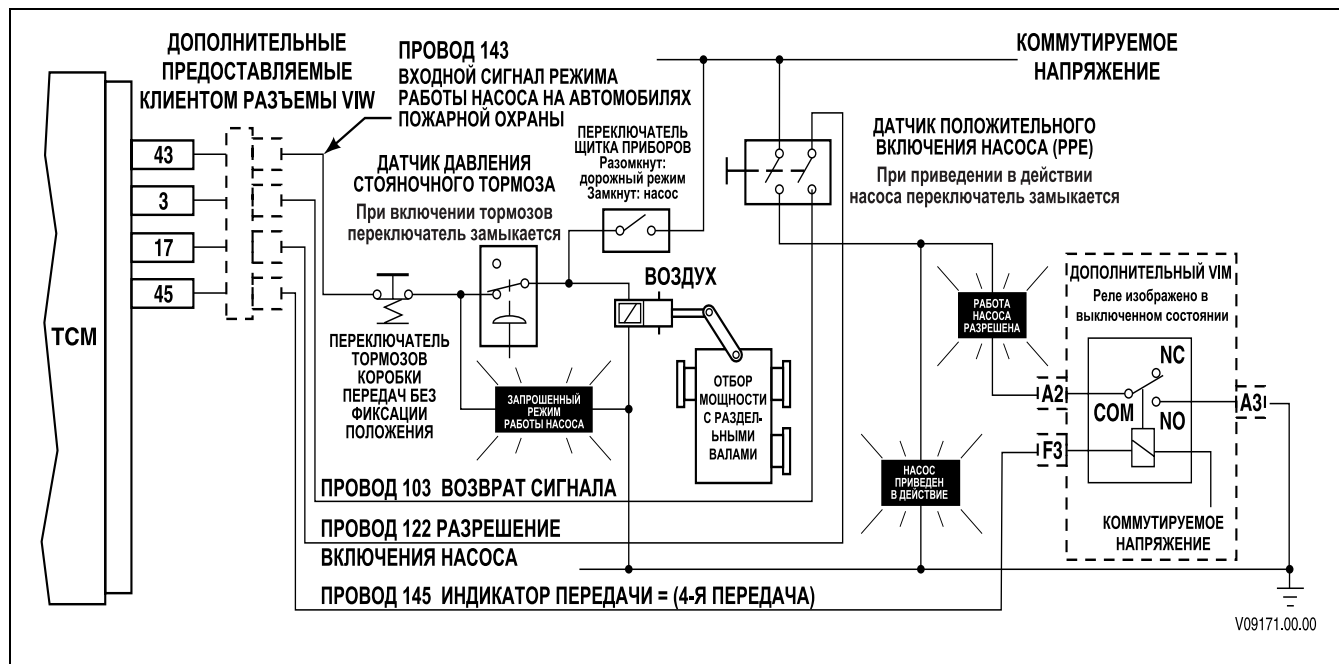 ДОПОЛНИТЕЛЬНЫЕ
ПРЕДОСТАВЛЯЕМЫЕ
КЛИЕНТОМ РАЗЪЕМЫ VIW
ПРОВОД 143
ВХОДНОЙ СИГНАЛ РЕЖИМА
РАБОТЫ НАСОСА НА АВТОМОБИЛЯХ
ПОЖАРНОЙ ОХРАНЫ
КОММУТИРУЕМОЕ
НАПРЯЖЕНИЕ
43
3
17
45
TCM
ДАТЧИК ДАВЛЕНИЯ
СТОЯНОЧНОГО ТОРМОЗА
При включении тормозов
переключатель замыкается
ПЕРЕКЛЮЧАТЕЛЬ
ЩИТКА ПРИБОРОВ
Разомкнут:
дорожный режим
Замкнут: насос
ДАТЧИК ПОЛОЖИТЕЛЬНОГО
ВКЛЮЧЕНИЯ НАСОСА (PPE)
При приведении в действии
насоса переключатель замыкается
ВОЗДУХ
ПЕРЕКЛЮЧАТЕЛЬ
ТОРМОЗОВ
КОРОБКИ
ПЕРЕДАЧ БЕЗ
ФИКСАЦИИ
ПОЛОЖЕНИЯ
ЗАПРОШЕННЫЙ
РЕЖИМ
РАБОТЫ НАСОСА
ОТБОР
МОЩНОСТИ
С РАЗДЕЛ-
ЬНЫМИ
ВАЛАМИ
РАБОТА
НАСОСА
РАЗРЕШЕНА
НАСОС
ПРИВЕДЕН
В ДЕЙСТВИЕ
ДОПОЛНИТЕЛЬНЫЙ VIM
Реле изображено в
выключенном состоянии
NC
A2
COM
NO
A3
F3
КОММУТИРУЕМОЕ
НАПРЯЖЕНИЕ
ПРОВОД 103 ВОЗВРАТ СИГНАЛА
ПРОВОД 122 РАЗРЕШЕНИЕ
ВКЛЮЧЕНИЯ НАСОСА
ПРОВОД 145 ИНДИКАТОР ПЕРЕДАЧИ = (4-Я ПЕРЕДАЧА)
V09171.00.00